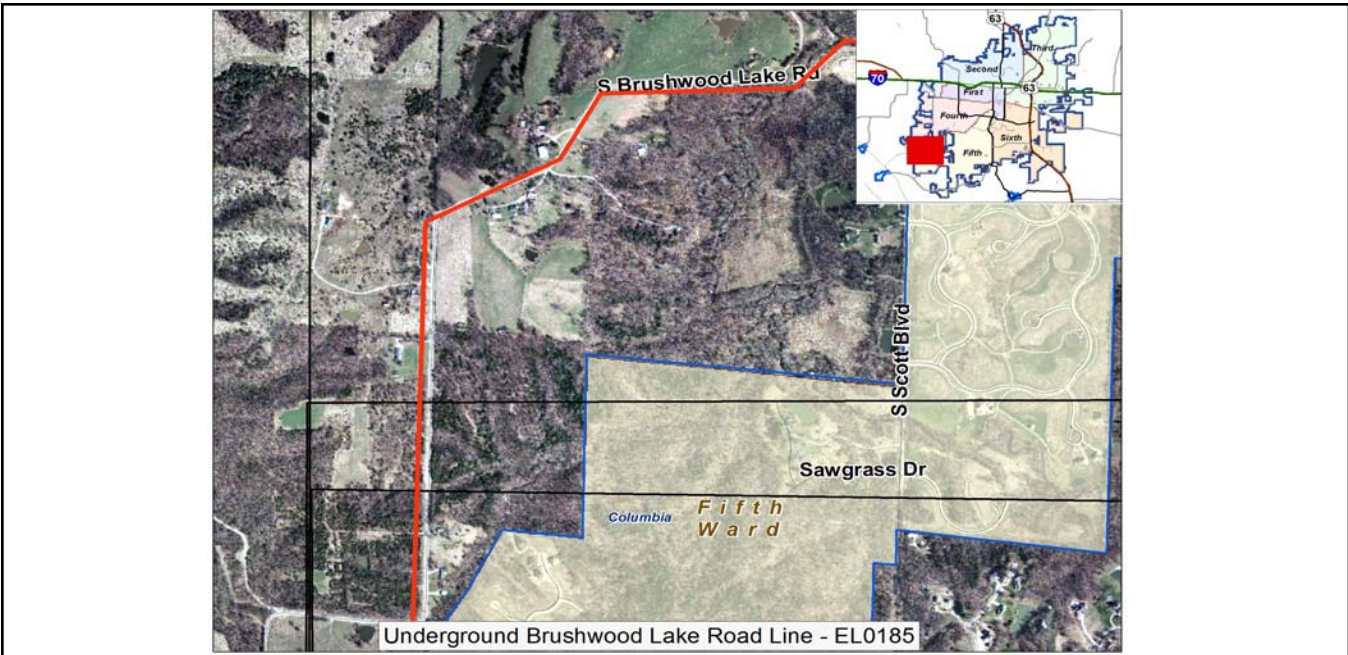 S Brushwood Lake Rd
63
Third
Second
70
63
First
Fourth
Sixth
Fifth
S Scott Blvd
Sawgrass Dr
Columbia
Fifth
Ward
Underground Brushwood Lake Road Line - EL0185